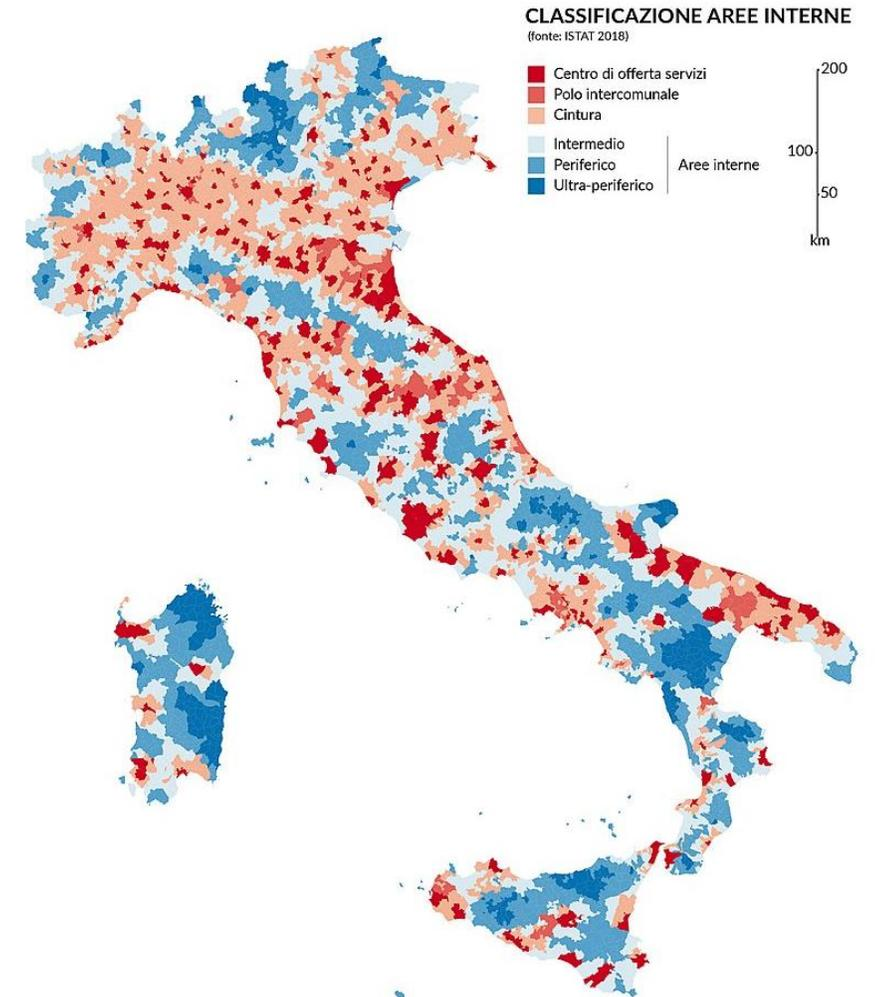 CLASSIFICAZIONE AREE INTERNE
(fonte: ISTAT 2018)
Centro di offerta servizi
Polo intercomunale
Cintura
Intermedio
Periferico
Ultra-periferico
Aree interne
200
100
50
km